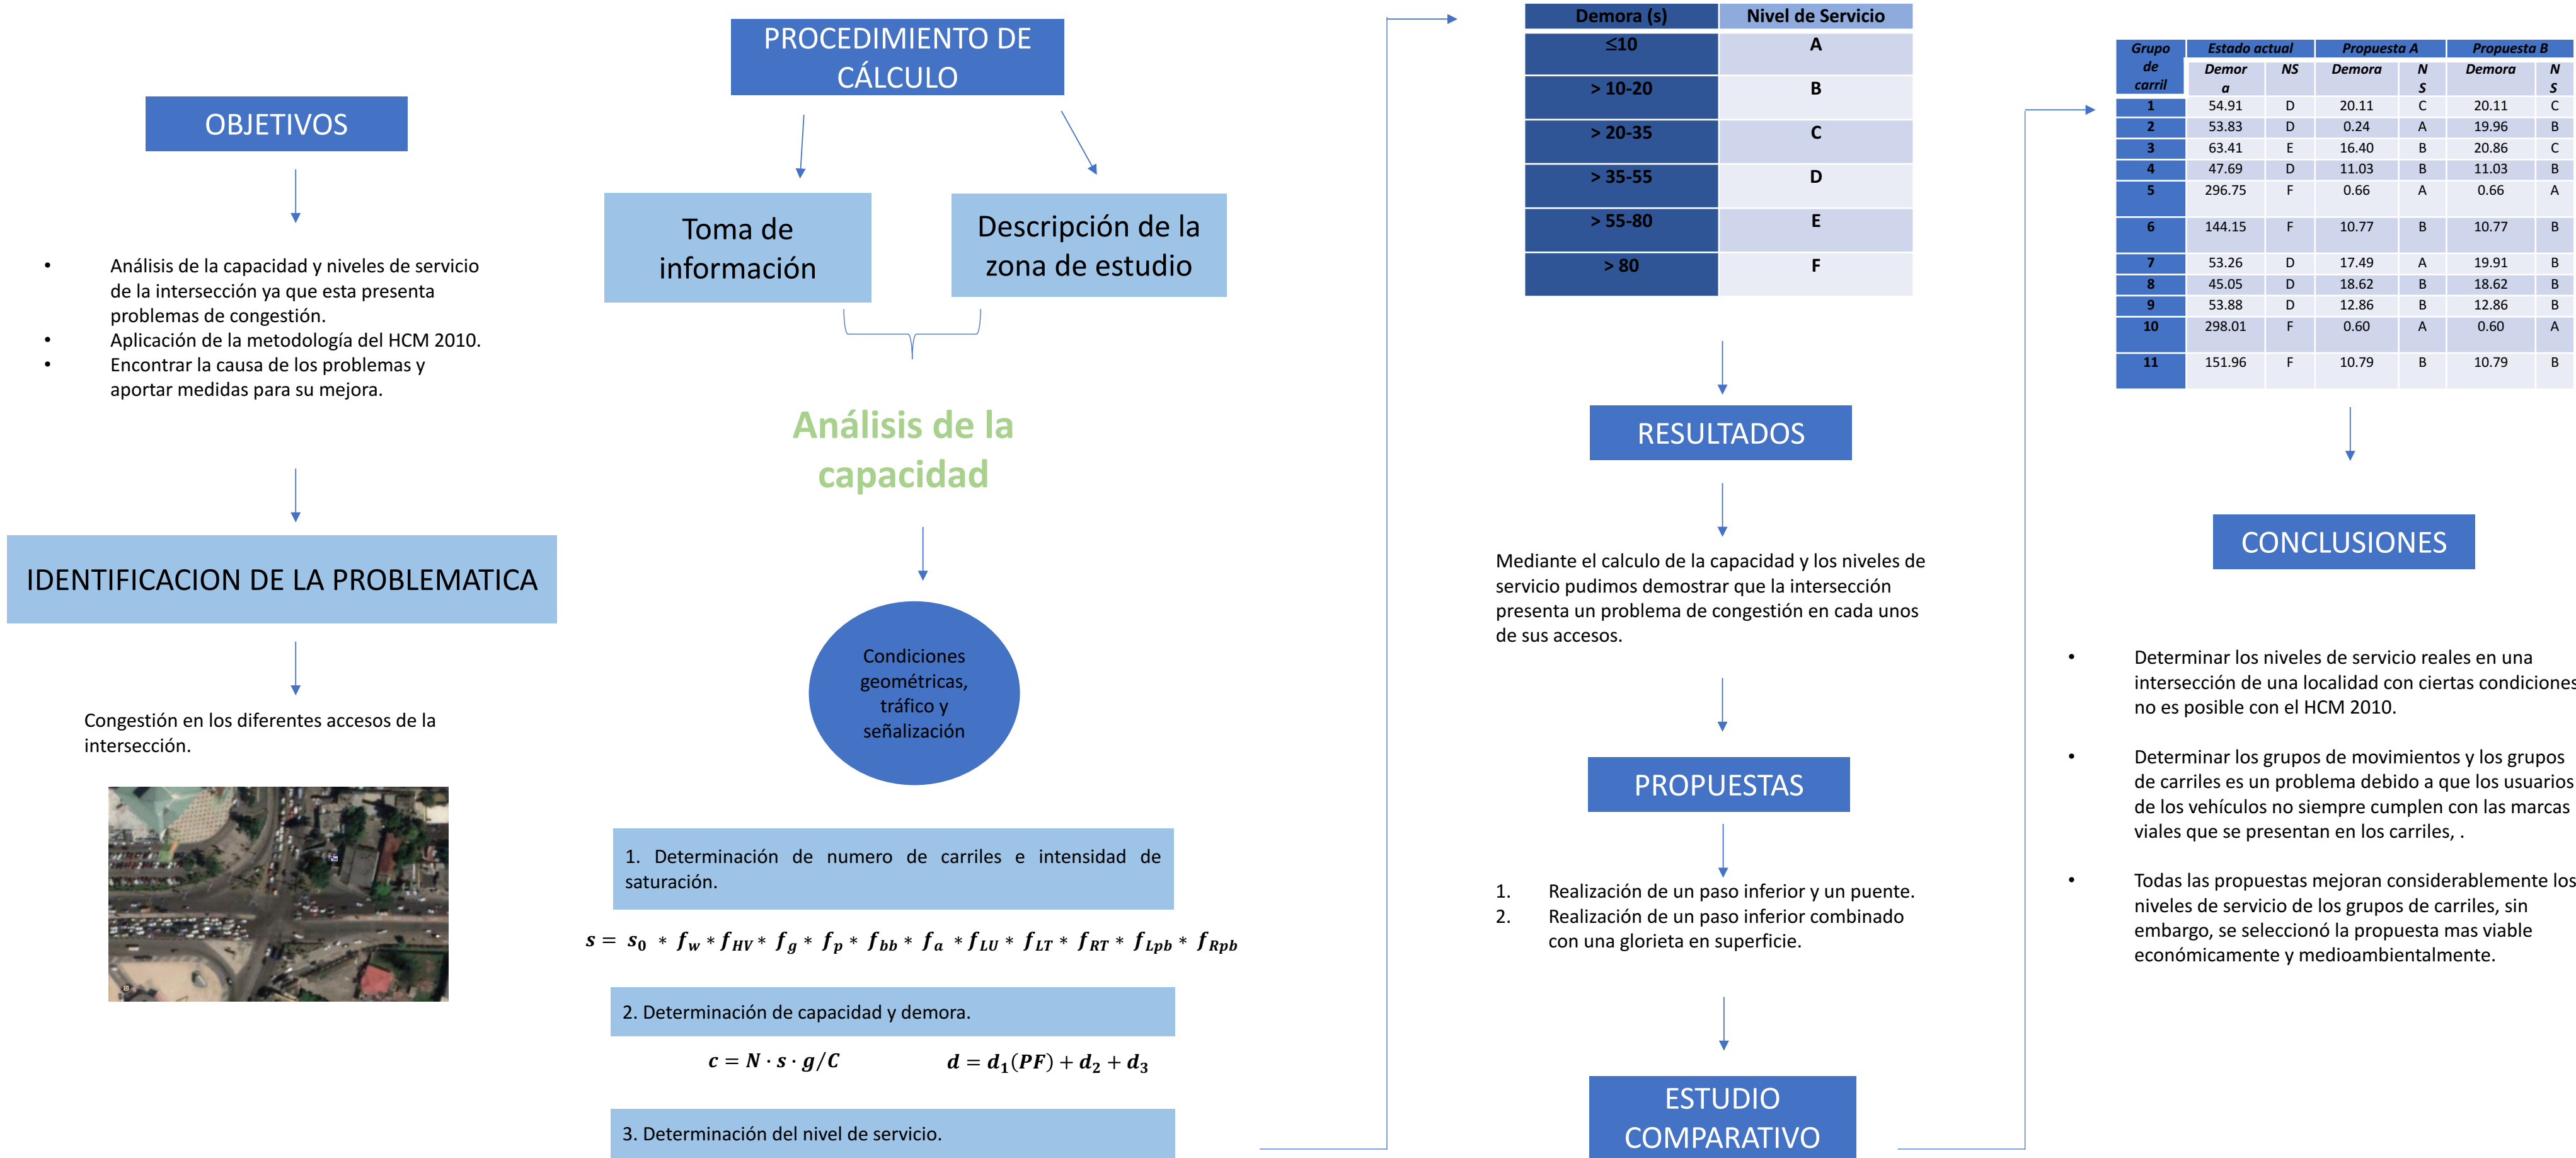 OBJETIVOS
• Análisis de la capacidad y niveles de servicio
de la intersección ya que esta presenta
problemas de congestión.
• Aplicación de la metodología del HCM 2010.
• Encontrar la causa de los problemas y
aportar medidas para su mejora.
IDENTIFICACION DE LA PROBLEMATICA
Congestión en los diferentes accesos de la
intersección.
PROCEDIMIENTO DE
CÁLCULO
Toma de
información
Descripción de la
zona de estudio
Análisis de la
capacidad
Condiciones
geométricas,
tráfico y
señalización
1. Determinación de numero de carriles e intensidad de
saturación.
s = s₀ * f_w * f_HV * f_g * f_p * f_bb * f_a * f_LU * f_LT * f_RT * f_Lpb * f_Rpb
2. Determinación de capacidad y demora.
c = N · s · g/C d = d₁(PF) + d₂ + d₃
3. Determinación del nivel de servicio.
Demora (s) Nivel de Servicio
≤10 A
> 10-20 B
> 20-35 C
> 35-55 D
> 55-80 E
> 80 F
RESULTADOS
Mediante el calculo de la capacidad y los niveles de
servicio pudimos demostrar que la intersección
presenta un problema de congestión en cada unos
de sus accesos.
PROPUESTAS
1. Realización de un paso inferior y un puente.
2. Realización de un paso inferior combinado
con una glorieta en superficie.
ESTUDIO
COMPARATIVO
Grupo de carril Estado actual Propuesta A Propuesta B
Demora NS Demora NS Demora NS
1 54.91 D 20.11 C 20.11 C
2 53.83 D 0.24 A 19.96 B
3 63.41 E 16.40 B 20.86 C
4 47.69 D 11.03 B 11.03 B
5 296.75 F 0.66 A 0.66 A
6 144.15 F 10.77 B 10.77 B
7 53.26 D 17.49 A 19.91 B
8 45.05 D 18.62 B 18.62 B
9 53.88 D 12.86 B 12.86 B
10 298.01 F 0.60 A 0.60 A
11 151.96 F 10.79 B 10.79 B
CONCLUSIONES
• Determinar los niveles de servicio reales en una
intersección de una localidad con ciertas condiciones
no es posible con el HCM 2010.
• Determinar los grupos de movimientos y los grupos
de carriles es un problema debido a que los usuarios
de los vehículos no siempre cumplen con las marcas
viales que se presentan en los carriles, .
• Todas las propuestas mejoran considerablemente los
niveles de servicio de los grupos de carriles, sin
embargo, se seleccionó la propuesta mas viable
económicamente y medioambientalmente.